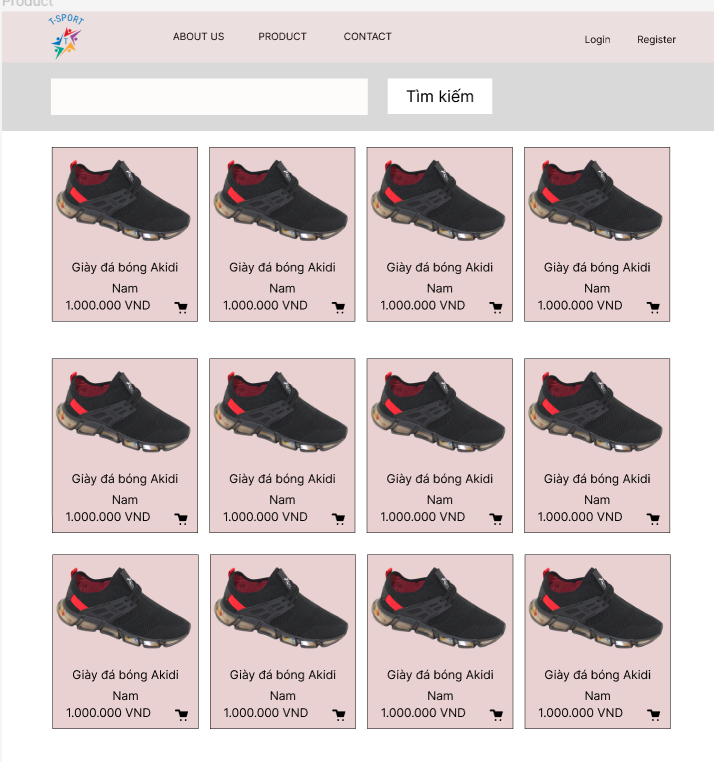 Product
T-SPORT
T
ABOUT US PRODUCT CONTACT Login Register
Tìm kiếm
Giày đá bóng Akidi Giày đá bóng Akidi Giày đá bóng Akidi Giày đá bóng Akidi
Nam Nam Nam Nam
1.000.000 VND 1.000.000 VND 1.000.000 VND 1.000.000 VND
Giày đá bóng Akidi Giày đá bóng Akidi Giày đá bóng Akidi Giày đá bóng Akidi
Nam Nam Nam Nam
1.000.000 VND 1.000.000 VND 1.000.000 VND 1.000.000 VND
Giày đá bóng Akidi Giày đá bóng Akidi Giày đá bóng Akidi Giày đá bóng Akidi
Nam Nam Nam Nam
1.000.000 VND 1.000.000 VND 1.000.000 VND 1.000.000 VND